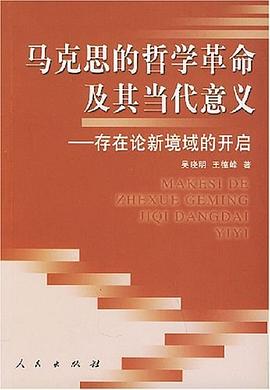 马克思的哲学革命
及其当代意义
——存在论新境域的开启
吴晓明 王德峰 著
MAKESI DE
ZHEXUE GEMING
JIQI DANGDAI
YIYI
人民出版社